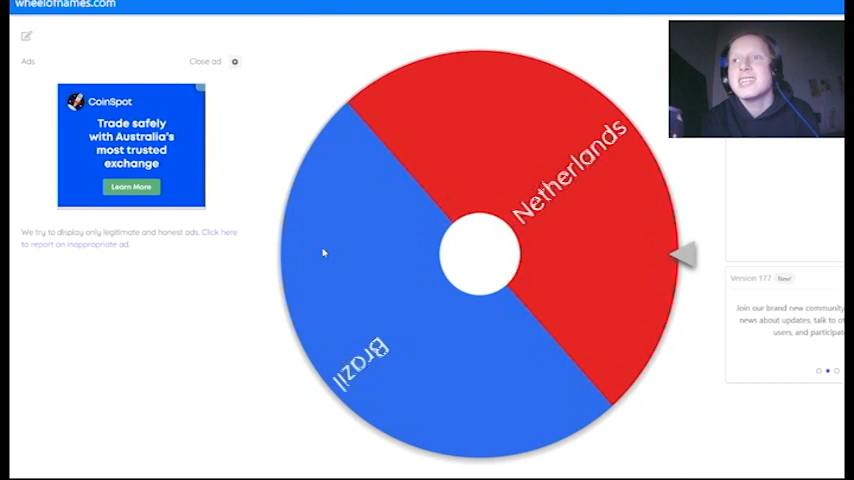 wheelofnames.com
Ads
Close ad
CoinSpot
Trade safely
with Australia's
most trusted
exchange
Learn More
We try to display only legitimate and honest ads. Click here
to report an inappropriate ad.
Netherlands
Brazil
Version 177 New!
Join our brand new community
news about updates, talk to
users, and participate